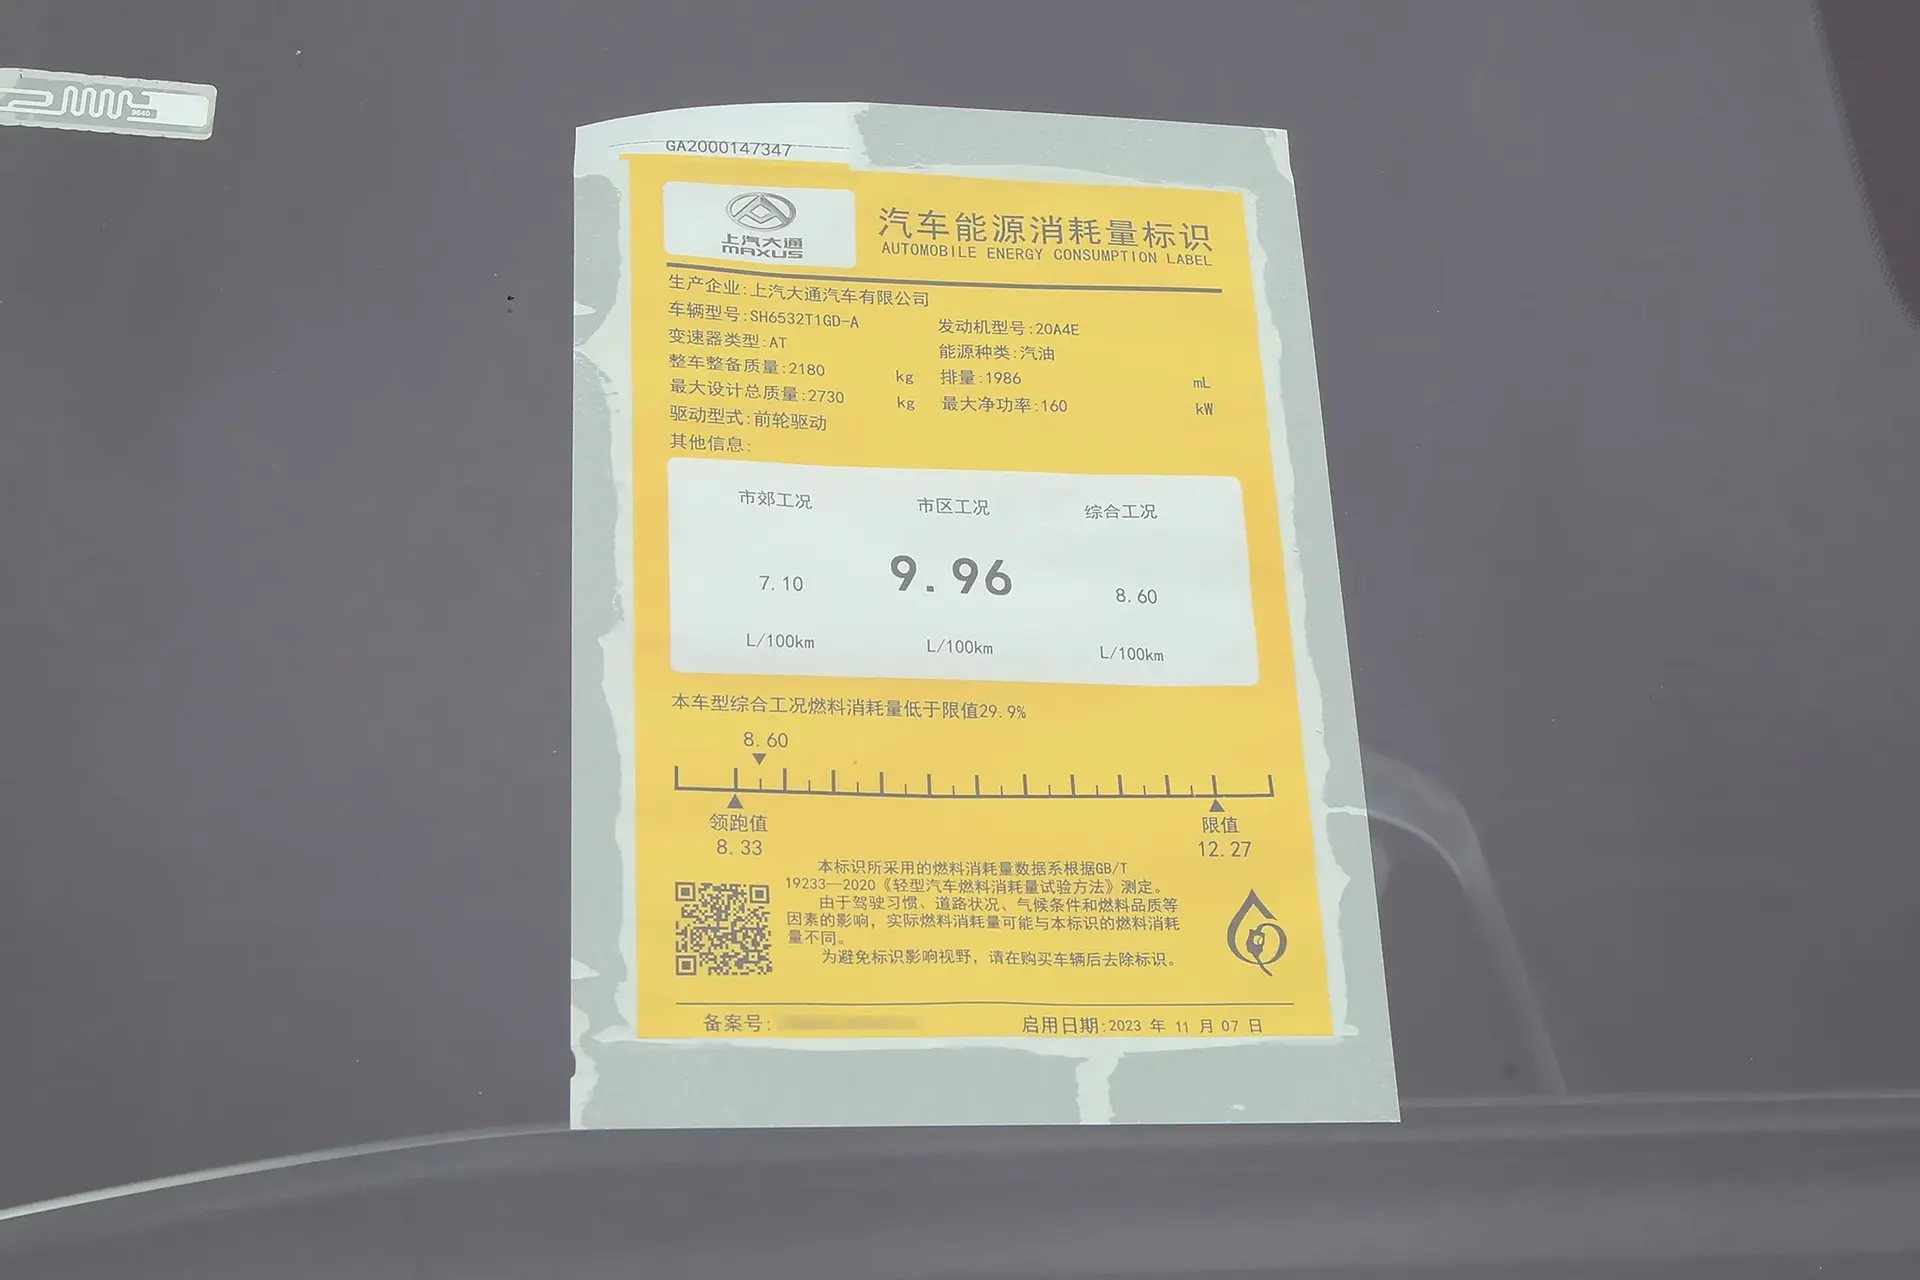 9640
GA2000147347
上汽大通
MAXUS
汽车能源消耗量标识
AUTOMOBILE ENERGY CONSUMPTION LABEL
生产企业:上汽大通汽车有限公司
车辆型号:SH6532T1GD-A
发动机型号:20A4E
变速器类型:AT
能源种类:汽油
整车整备质量:2180 kg
排量:1986 mL
最大设计总质量:2730 kg
最大净功率:160 kW
驱动型式:前轮驱动
其他信息:
市郊工况 市区工况 综合工况
7.10 9.96 8.60
L/100km L/100km L/100km
本车型综合工况燃料消耗量低于限值29.9%
8.60
领跑值 限值
8.33 12.27
本标识所采用的燃料消耗量数据系根据GB/T
19233—2020《轻型汽车燃料消耗量试验方法》测定。
由于驾驶习惯、道路状况、气候条件和燃料品质等
因素的影响，实际燃料消耗量可能与本标识的燃料消耗
量不同。
为避免标识影响视野，请在购买车辆后去除标识。
备案号:
启用日期:2023 年 11 月 07 日